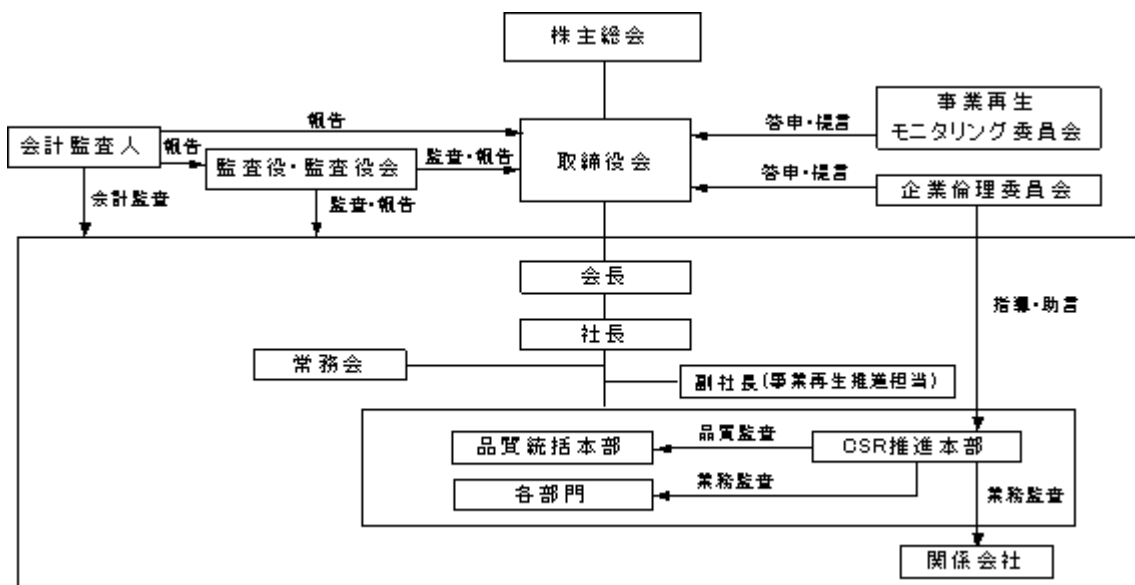 株主総会
事業再生
モニタリング委員会
報告
答申・提言
会計監査人
報告
監査役・監査役会
監査・報告
取締役会
答申・提言
企業倫理委員会
会計監査
監査・報告
会長
指導・助言
社長
常務会
副社長(事業再生推進担当)
品質統括本部
品質監査
CSR推進本部
各部門
業務監査
業務監査
関係会社